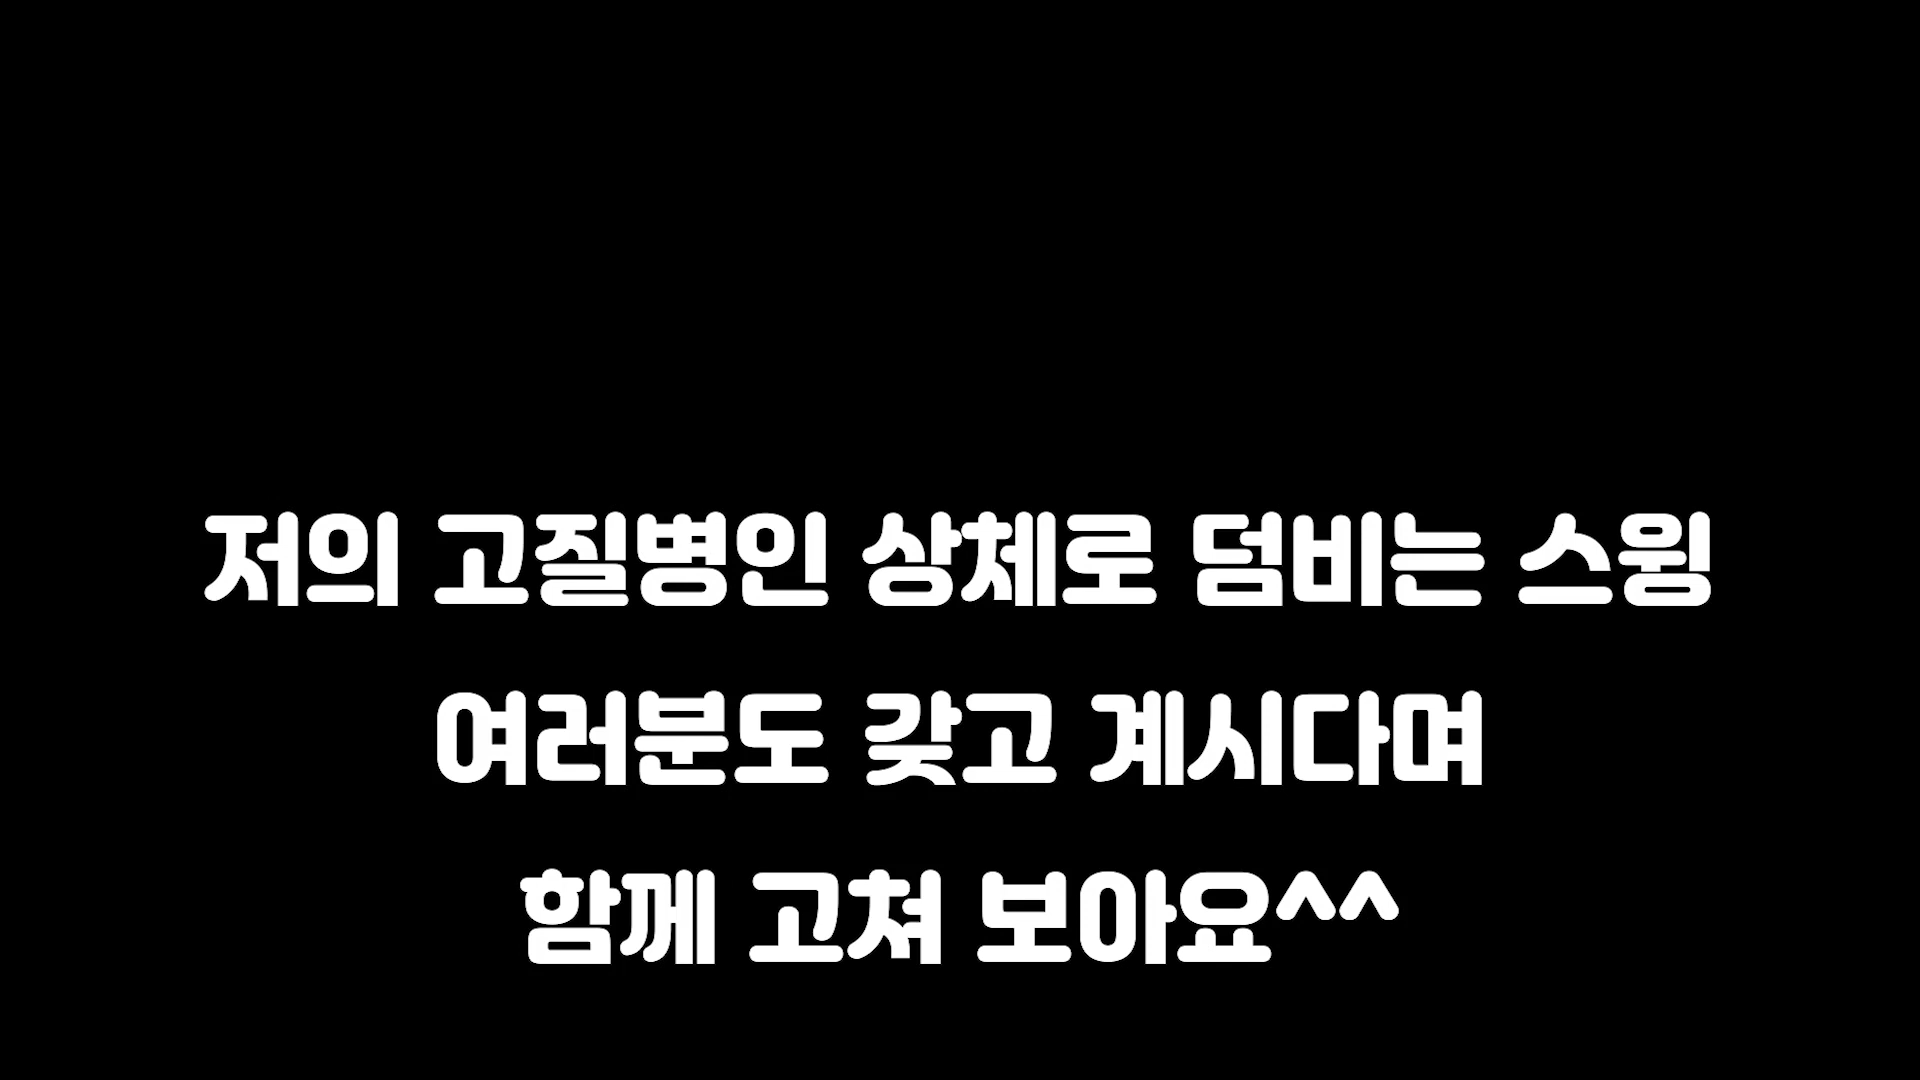 저의 고질병인 상체로 덤비는 스윙
여러분도 갖고 계시다며
함께 고쳐 보아요^^